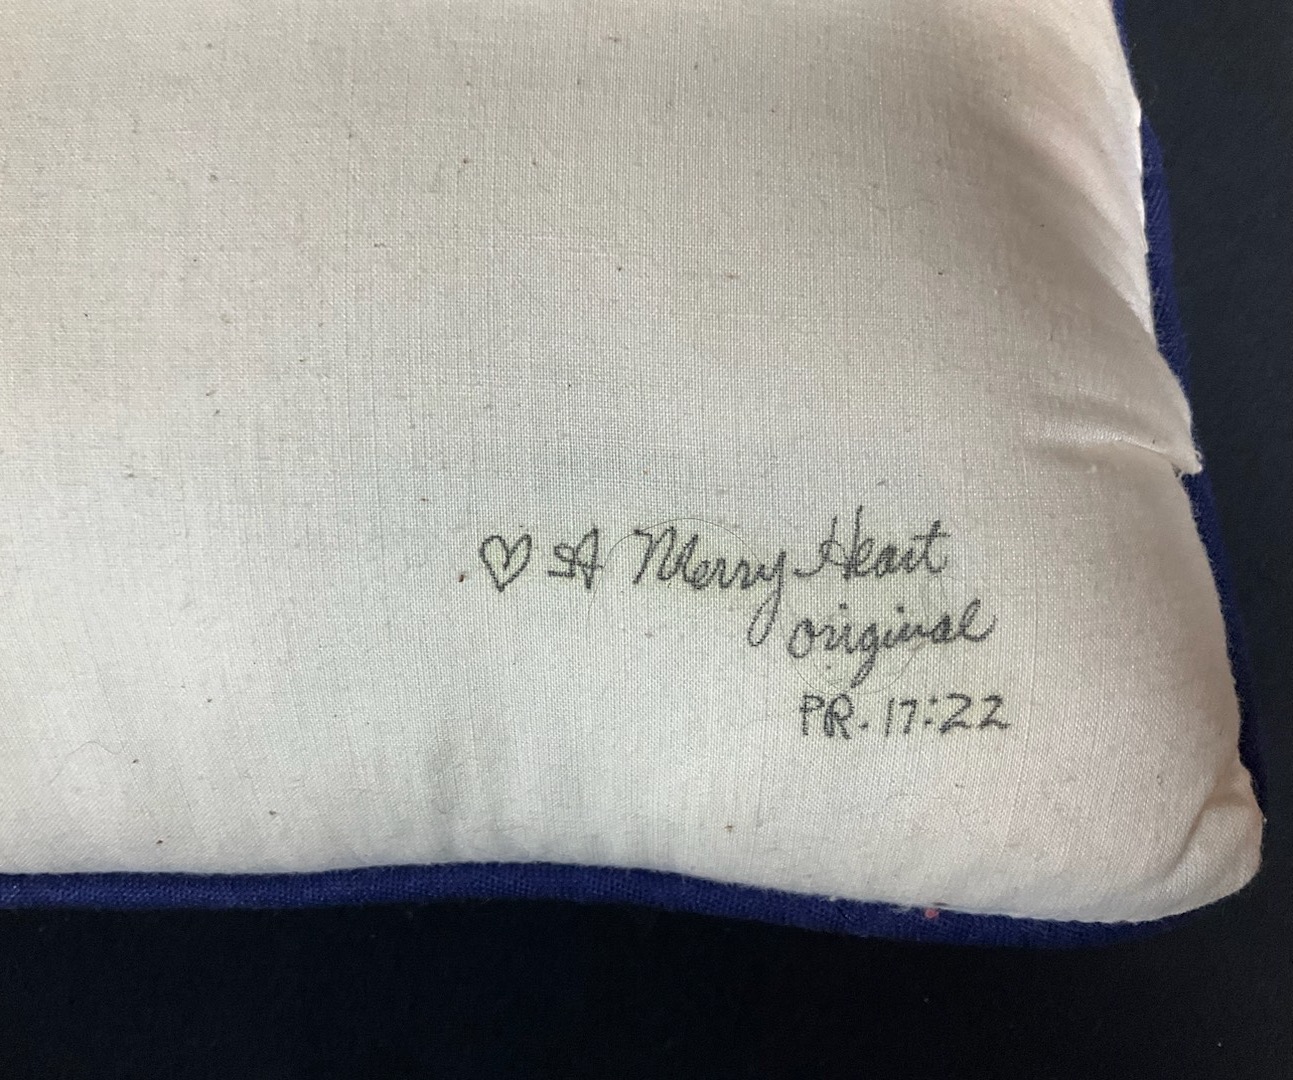 ♡ A Merry Heart
original
PR. 17:22